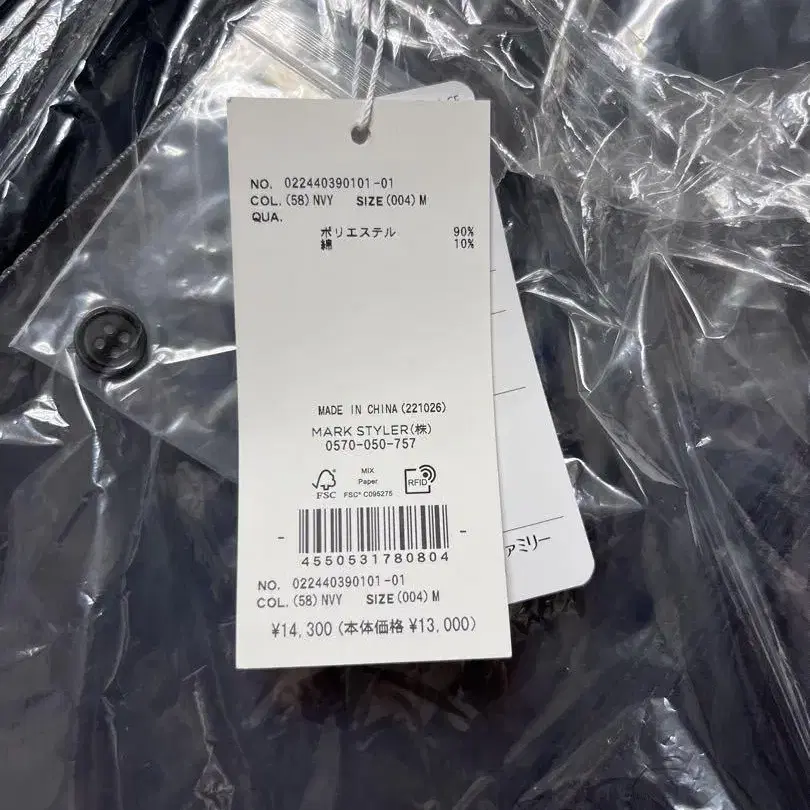 NO. 022440390101-01
COL.(58)NVY SIZE(004)M
QUA.
ポリエステル 90%
綿 10%
MADE IN CHINA(221026)
MARK STYLER(株)
0570-050-757
FSC
MIX
Paper
FSC® C095275
RFID
- 4550531780804 -
NO. 022440390101-01
COL.(58)NVY SIZE(004)M
¥14,300(本体価格 ¥13,000)
ァミリー